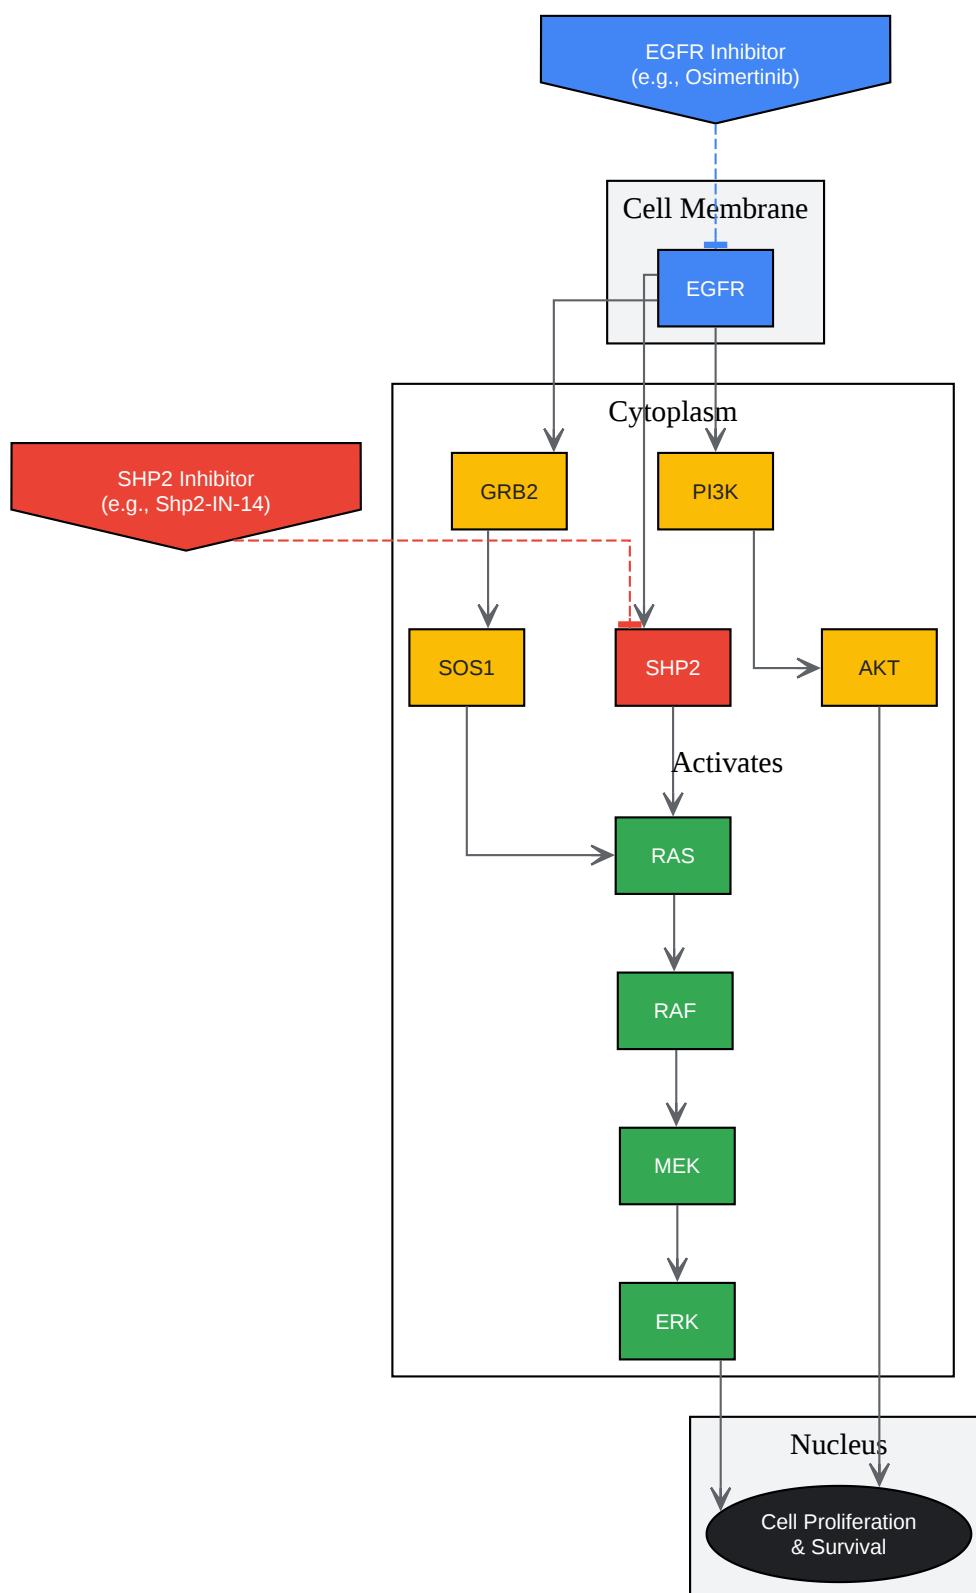 EGFR Inhibitor
(e.g., Osimertinib)
Cell Membrane
EGFR
Cytoplasm
SHP2 Inhibitor
(e.g., Shp2-IN-14)
GRB2
PI3K
SOS1
SHP2
AKT
Activates
RAS
RAF
MEK
ERK
Nucleus
Cell Proliferation
& Survival